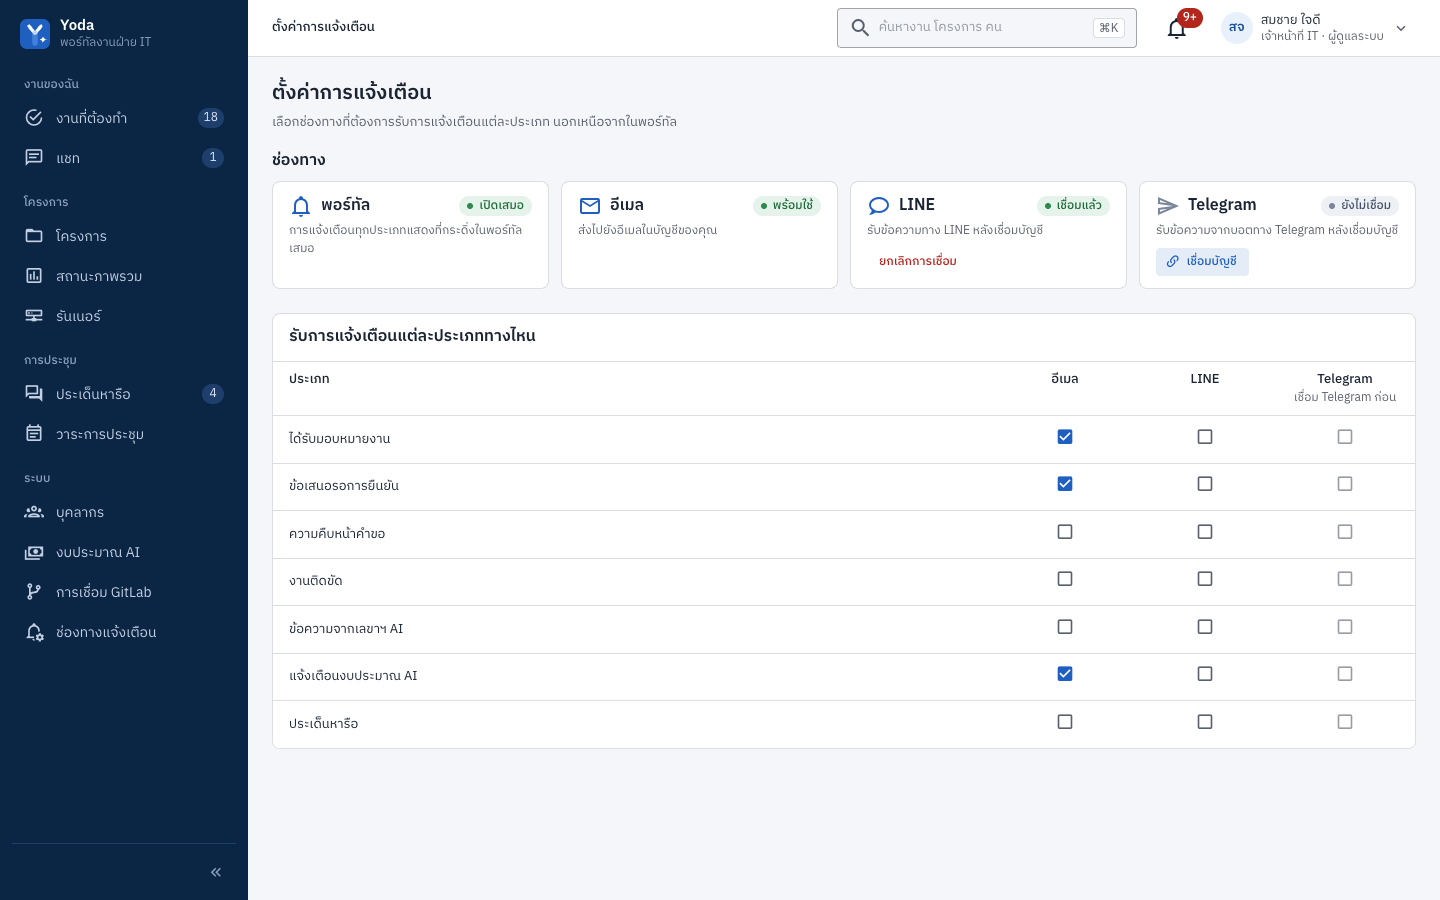 Yoda
พอร์ทัลงานฝ่าย IT
งานของฉัน
งานที่ต้องทำ 18
แชท 1
โครงการ
โครงการ
สถานะภาพรวม
รันเนอร์
การประชุม
ประเด็นหารือ 4
วาระการประชุม
ระบบ
บุคลากร
งบประมาณ AI
การเชื่อม GitLab
ช่องทางแจ้งเตือน
ตั้งค่าการแจ้งเตือน
ค้นหางาน โครงการ คน ⌘K
9+
สจ
สมชาย ใจดี
เจ้าหน้าที่ IT · ผู้ดูแลระบบ
ตั้งค่าการแจ้งเตือน
เลือกช่องทางที่ต้องการรับการแจ้งเตือนแต่ละประเภท นอกเหนือจากในพอร์ทัล
ช่องทาง
พอร์ทัล เปิดเสมอ
การแจ้งเตือนทุกประเภทแสดงที่กระดิ่งในพอร์ทัล
เสมอ
อีเมล พร้อมใช้
ส่งไปยังอีเมลในบัญชีของคุณ
LINE เชื่อมแล้ว
รับข้อความทาง LINE หลังเชื่อมบัญชี
ยกเลิกการเชื่อม
Telegram ยังไม่เชื่อม
รับข้อความจากบอตทาง Telegram หลังเชื่อมบัญชี
เชื่อมบัญชี
รับการแจ้งเตือนแต่ละประเภททางไหน
ประเภท อีเมล LINE Telegram
เชื่อม Telegram ก่อน
ได้รับมอบหมายงาน
ข้อเสนอรอการยืนยัน
ความคืบหน้าคำขอ
งานติดขัด
ข้อความจากเลขาฯ AI
แจ้งเตือนงบประมาณ AI
ประเด็นหารือ